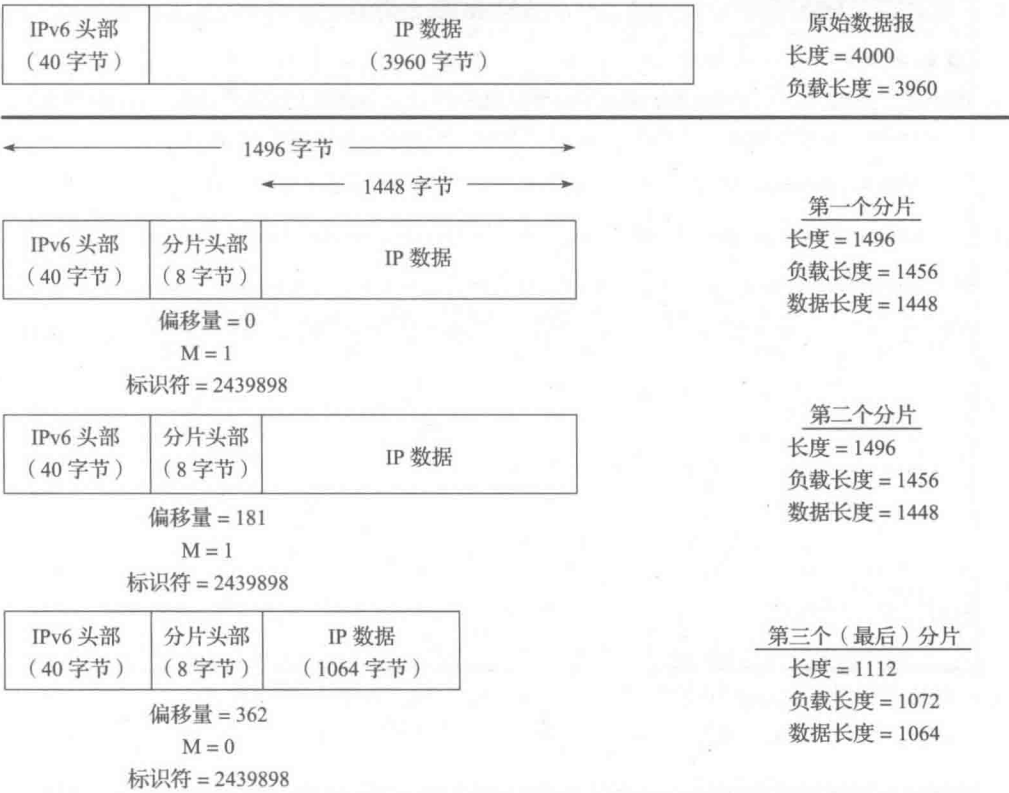 IPv6 头部
(40 字节)
IP 数据
(3960 字节)
原始数据报
长度 = 4000
负载长度 = 3960
1496 字节
1448 字节
IPv6 头部
(40 字节)
分片头部
(8 字节)
IP 数据
偏移量 = 0
M = 1
标识符 = 2439898
第一个分片
长度 = 1496
负载长度 = 1456
数据长度 = 1448
IPv6 头部
(40 字节)
分片头部
(8 字节)
IP 数据
偏移量 = 181
M = 1
标识符 = 2439898
第二个分片
长度 = 1496
负载长度 = 1456
数据长度 = 1448
IPv6 头部
(40 字节)
分片头部
(8 字节)
IP 数据
(1064 字节)
偏移量 = 362
M = 0
标识符 = 2439898
第三个（最后）分片
长度 = 1112
负载长度 = 1072
数据长度 = 1064